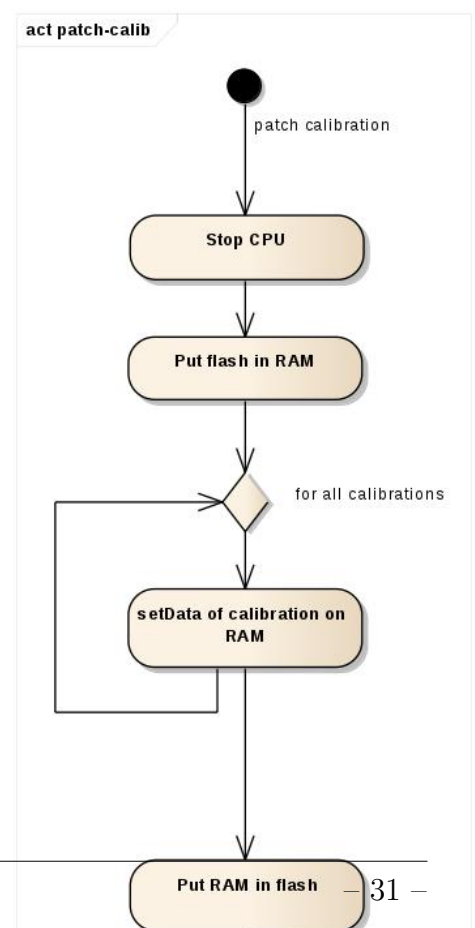 act patch-calib
patch calibration
Stop CPU
Put flash in RAM
for all calibrations
setData of calibration on
RAM
Put RAM in flash
– 31 –